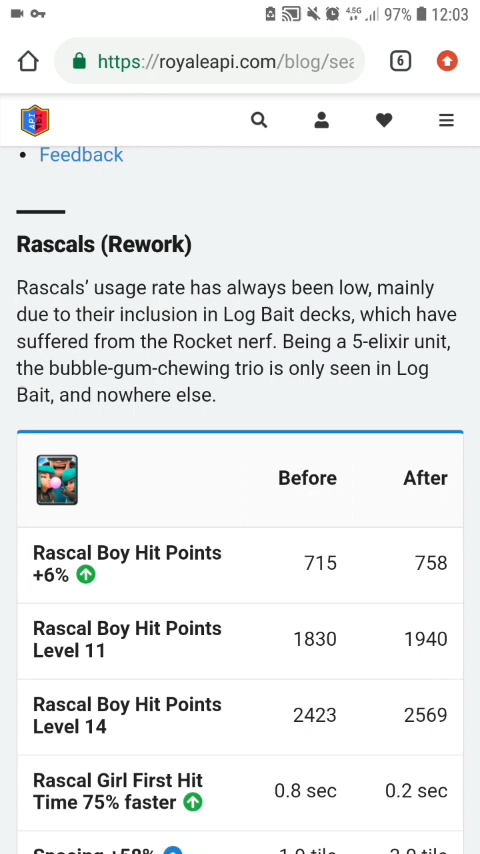 4.5G 97% 12:03
https://royaleapi.com/blog/sea
6
API
Feedback
Rascals (Rework)
Rascals’ usage rate has always been low, mainly
due to their inclusion in Log Bait decks, which have
suffered from the Rocket nerf. Being a 5-elixir unit,
the bubble-gum-chewing trio is only seen in Log
Bait, and nowhere else.
Before After
Rascal Boy Hit Points
+6% 715 758
Rascal Boy Hit Points
Level 11 1830 1940
Rascal Boy Hit Points
Level 14 2423 2569
Rascal Girl First Hit
Time 75% faster 0.8 sec 0.2 sec